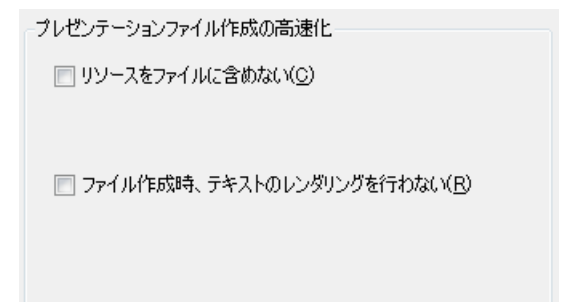 プレゼンテーションファイル作成の高速化
リソースをファイルに含めない(C)
ファイル作成時、テキストのレンダリングを行わない(R)